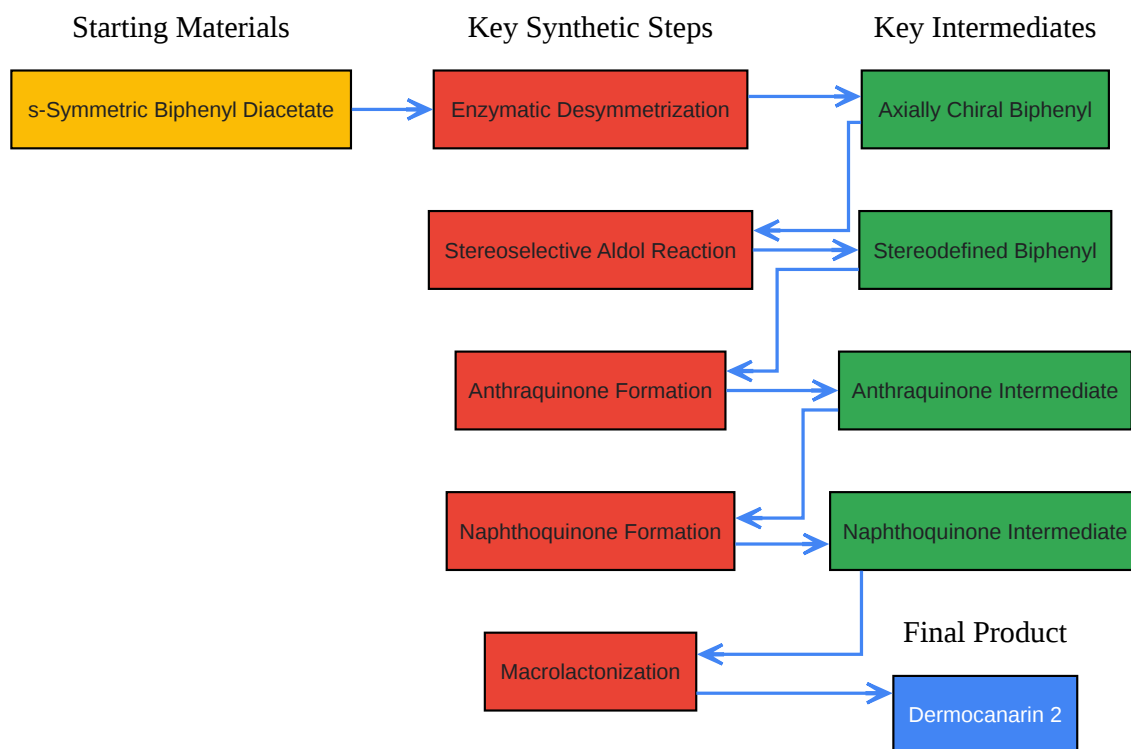 Starting Materials
Key Synthetic Steps
Key Intermediates
s-Symmetric Biphenyl Diacetate
Enzymatic Desymmetrization
Axially Chiral Biphenyl
Stereoselective Aldol Reaction
Stereodefined Biphenyl
Anthraquinone Formation
Anthraquinone Intermediate
Naphthoquinone Formation
Naphthoquinone Intermediate
Final Product
Macrolactonization
Dermocanarin 2